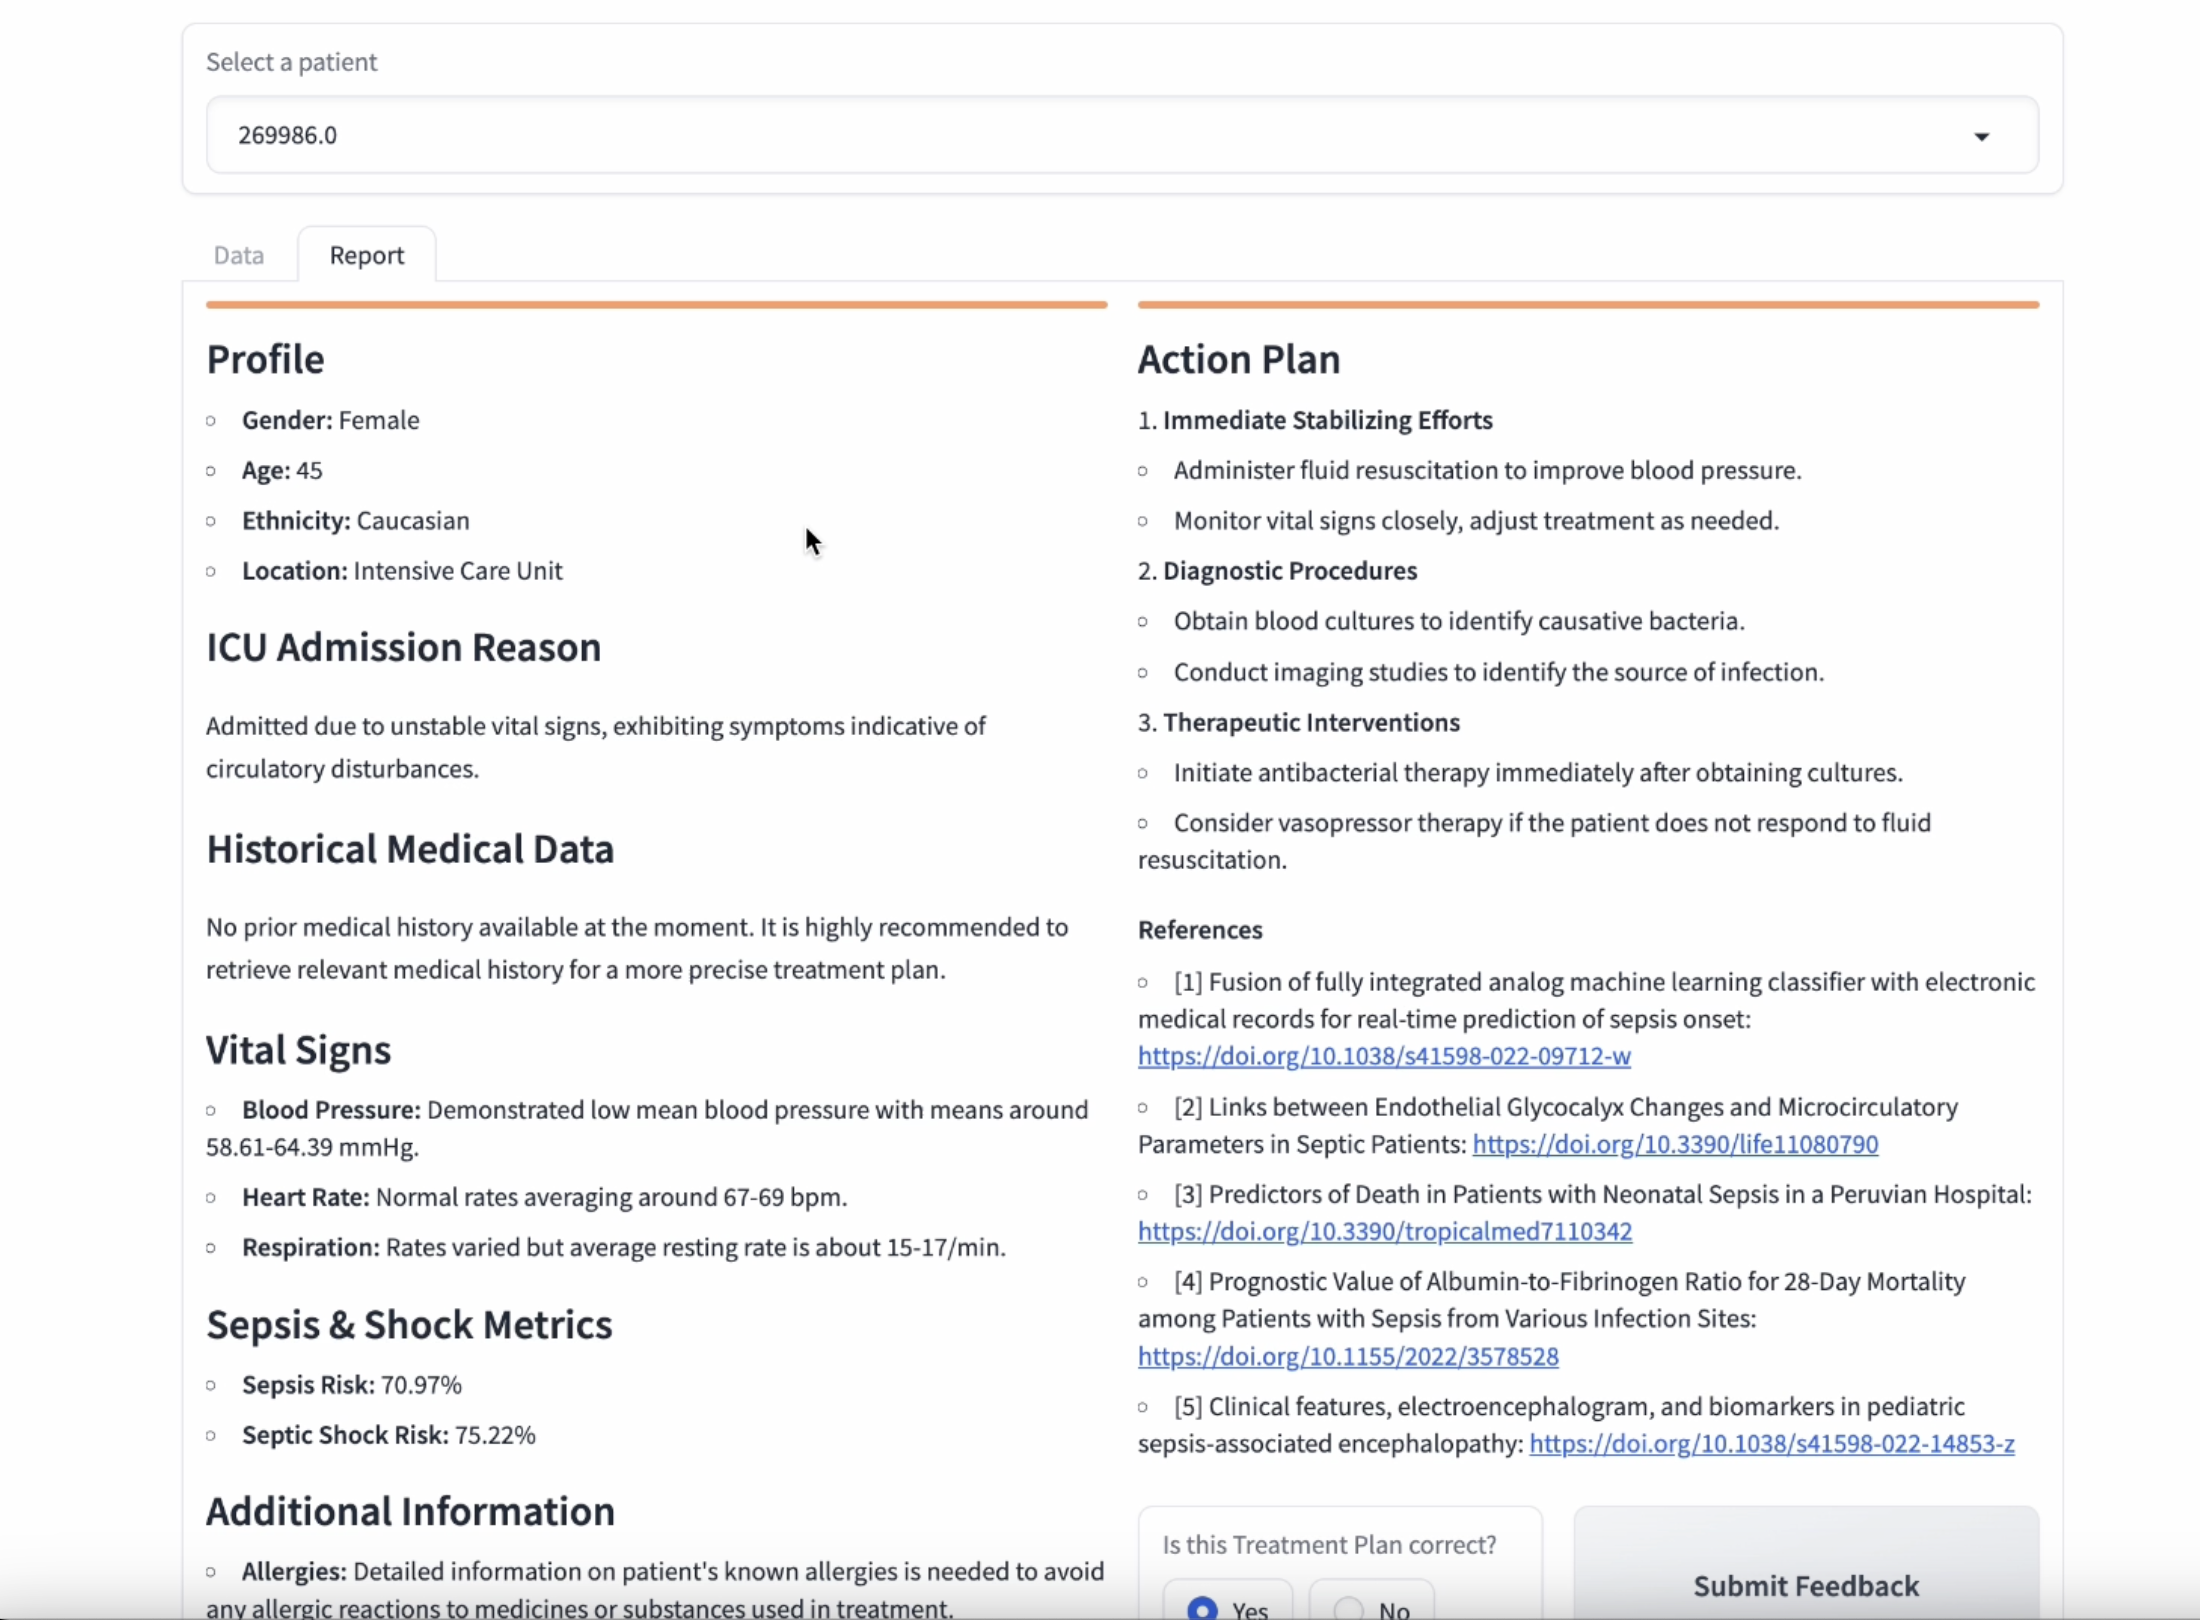 Select a patient
269986.0
Data
Report
Profile
Gender: Female
Age: 45
Ethnicity: Caucasian
Location: Intensive Care Unit
ICU Admission Reason
Admitted due to unstable vital signs, exhibiting symptoms indicative of
circulatory disturbances.
Historical Medical Data
No prior medical history available at the moment. It is highly recommended to
retrieve relevant medical history for a more precise treatment plan.
Vital Signs
Blood Pressure: Demonstrated low mean blood pressure with means around
58.61-64.39 mmHg.
Heart Rate: Normal rates averaging around 67-69 bpm.
Respiration: Rates varied but average resting rate is about 15-17/min.
Sepsis & Shock Metrics
Sepsis Risk: 70.97%
Septic Shock Risk: 75.22%
Additional Information
Allergies: Detailed information on patient's known allergies is needed to avoid
any allergic reactions to medicines or substances used in treatment.
Action Plan
1. Immediate Stabilizing Efforts
Administer fluid resuscitation to improve blood pressure.
Monitor vital signs closely, adjust treatment as needed.
2. Diagnostic Procedures
Obtain blood cultures to identify causative bacteria.
Conduct imaging studies to identify the source of infection.
3. Therapeutic Interventions
Initiate antibacterial therapy immediately after obtaining cultures.
Consider vasopressor therapy if the patient does not respond to fluid
resuscitation.
References
[1] Fusion of fully integrated analog machine learning classifier with electronic
medical records for real-time prediction of sepsis onset:
https://doi.org/10.1038/s41598-022-09712-w
[2] Links between Endothelial Glycocalyx Changes and Microcirculatory
Parameters in Septic Patients: https://doi.org/10.3390/life11080790
[3] Predictors of Death in Patients with Neonatal Sepsis in a Peruvian Hospital:
https://doi.org/10.3390/tropicalmed7110342
[4] Prognostic Value of Albumin-to-Fibrinogen Ratio for 28-Day Mortality
among Patients with Sepsis from Various Infection Sites:
https://doi.org/10.1155/2022/3578528
[5] Clinical features, electroencephalogram, and biomarkers in pediatric
sepsis-associated encephalopathy: https://doi.org/10.1038/s41598-022-14853-z
Is this Treatment Plan correct?
Yes
No
Submit Feedback